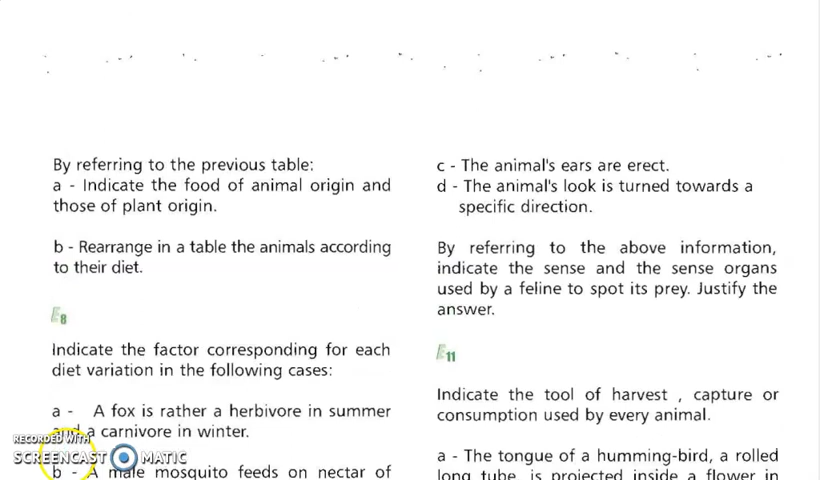 By referring to the previous table:
a - Indicate the food of animal origin and
those of plant origin.
b - Rearrange in a table the animals according
to their diet.
E8
Indicate the factor corresponding for each
diet variation in the following cases:
a - A fox is rather a herbivore in summer
and a carnivore in winter.
b - A male mosquito feeds on nectar of
c - The animal's ears are erect.
d - The animal's look is turned towards a
specific direction.
By referring to the above information,
indicate the sense and the sense organs
used by a feline to spot its prey. Justify the
answer.
E11
Indicate the tool of harvest , capture or
consumption used by every animal.
a - The tongue of a humming-bird, a rolled
long tube, is projected inside a flower in
RECORDED WITH
SCREENCAST MATIC